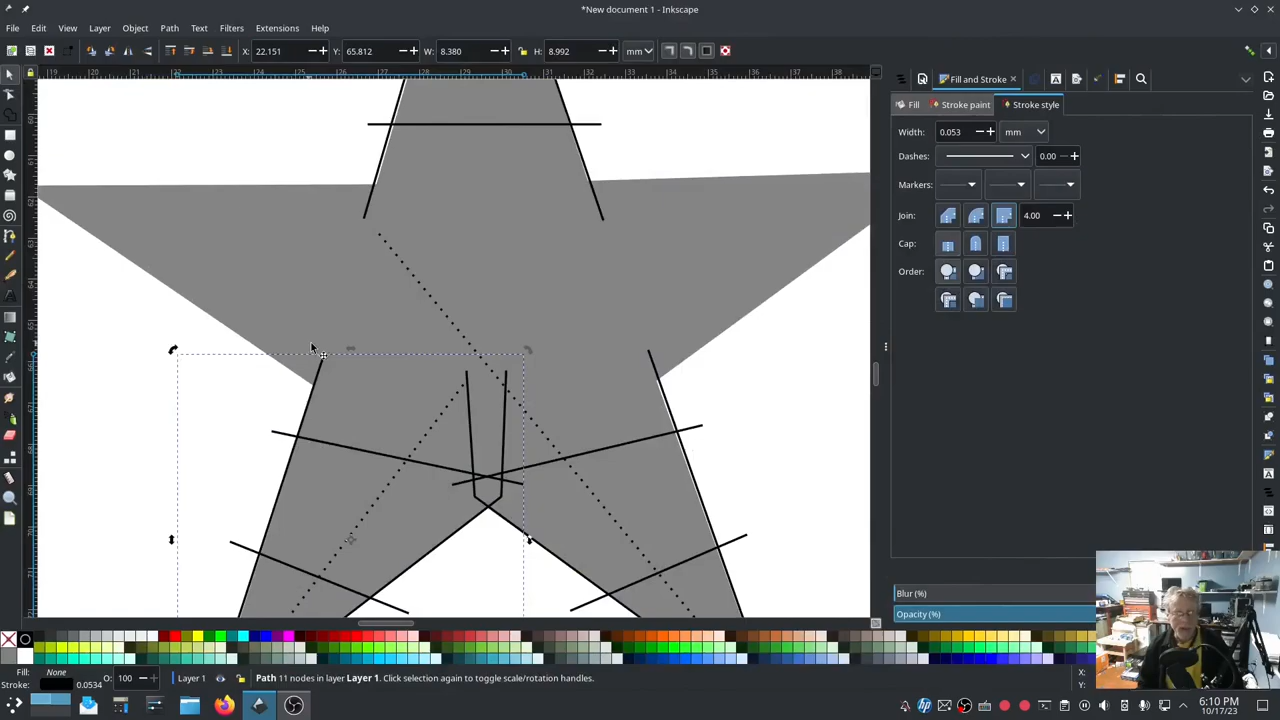 *New document 1 - Inkscape
File Edit View Layer Object Path Text Filters Extensions Help
X: 22.151 Y: 65.812 W: 8.380 H: 8.992 mm
Fill and Stroke
Fill Stroke paint Stroke style
Width: 0.053 mm
Dashes: 0.00
Markers:
Join: 4.00
Cap:
Order:
Blur (%)
Opacity (%)
Fill: None
Stroke: 0.0534
O: 100
Layer 1
Path 11 nodes in layer Layer 1. Click selection again to toggle scale/rotation handles.
X:
Y:
6:10 PM
10/17/23